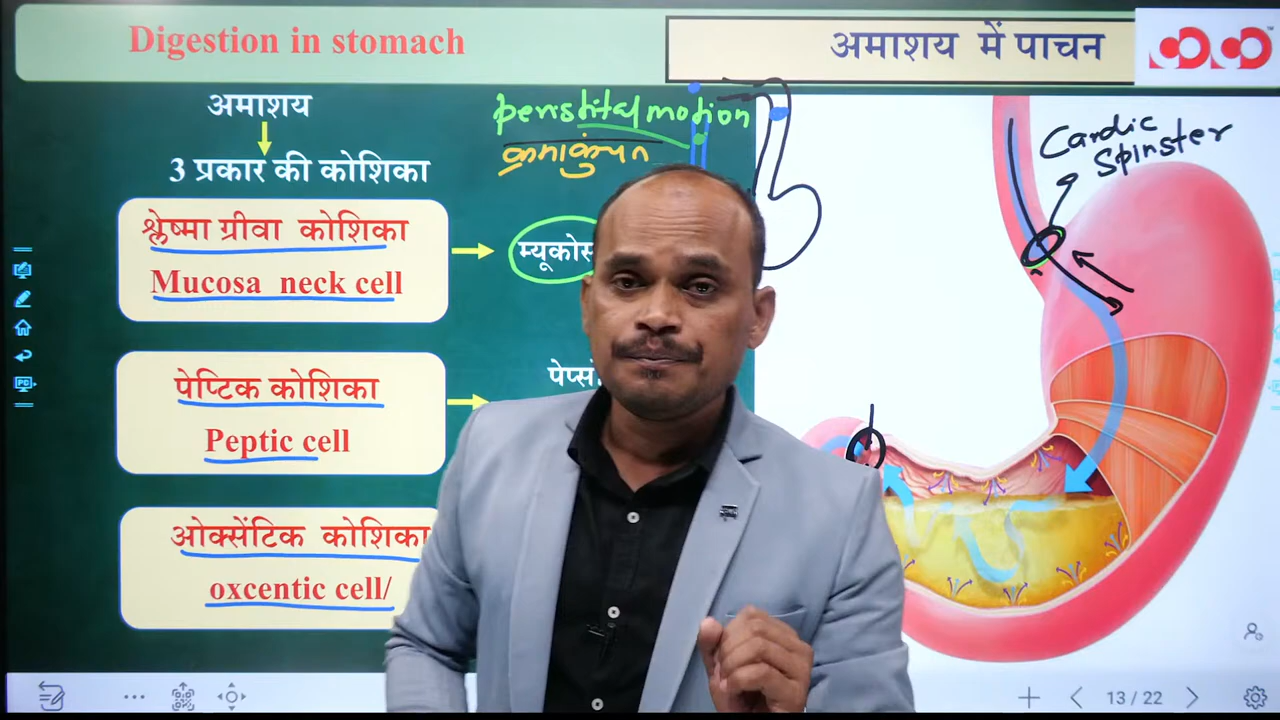 Digestion in stomach
अमाशय में पाचन
अमाशय
3 प्रकार की कोशिका
peristital motion
क्रमाकुंचन
Cardic
Spinster
श्लेष्मा ग्रीवा कोशिका
Mucosa neck cell
पेप्टिक कोशिका
Peptic cell
ओक्सेंटिक कोशिका
oxcentic cell/
13 / 22